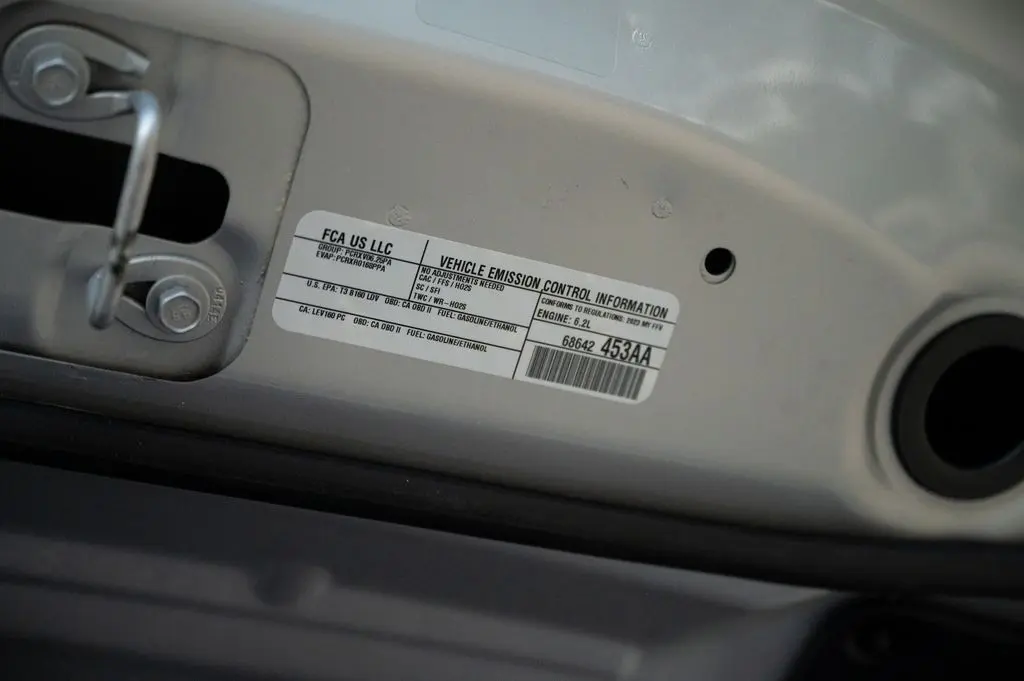 FCA US LLC
GROUP: PCRXV06.25PA
EVAP: PCRXR0180PPA
VEHICLE EMISSION CONTROL INFORMATION
NO ADJUSTMENTS NEEDED
CAC / FFS / HO2S
SC / SFI
TWC / WR-HO2S
CONFORMS TO REGULATIONS: 2023 MY FFV
ENGINE: 6.2L
U.S. EPA: T3 B160 LDV OBD: CA OBD II FUEL: GASOLINE/ETHANOL
CA: LEV160 PC OBD: CA OBD II FUEL: GASOLINE/ETHANOL
68642 453AA